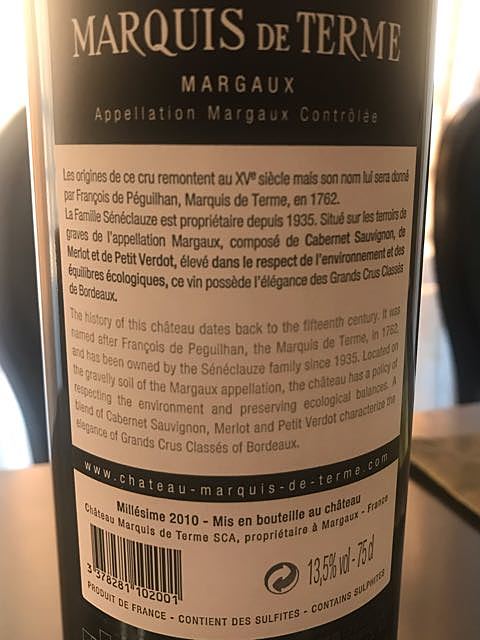 MARQUIS DE TERME
MARGAUX
Appellation Margaux Contrôlée
Les origines de ce cru remontent au XVe siècle mais son nom lui sera donné
par François de Péguilhan, Marquis de Terme, en 1762.
La Famille Sénéclauze est propriétaire depuis 1935. Situé sur les terroirs de
graves de l'appellation Margaux, composé de Cabernet Sauvignon, de
Merlot et de Petit Verdot, élevé dans le respect de l'environnement et des
équilibres écologiques, ce vin possède l'élégance des Grands Crus Classés
de Bordeaux.
The history of this château dates back to the fifteenth century. It was
named after François de Peguilhan, the Marquis de Terme, in 1762,
and has been owned by the Sénéclauze family since 1935. Located on
the gravelly soil of the Margaux appellation, the château has a policy of
respecting the environment and preserving ecological balances. A
blend of Cabernet Sauvignon, Merlot and Petit Verdot characterize the
elegance of Grands Crus Classés of Bordeaux.
www.chateau-marquis-de-terme.com
Millésime 2010 - Mis en bouteille au château
Château Marquis de Terme SCA, propriétaire à Margaux - France
3 378281 102001
13,5% vol - 75 cl
PRODUIT DE FRANCE - CONTIENT DES SULFITES - CONTAINS SULPHITES